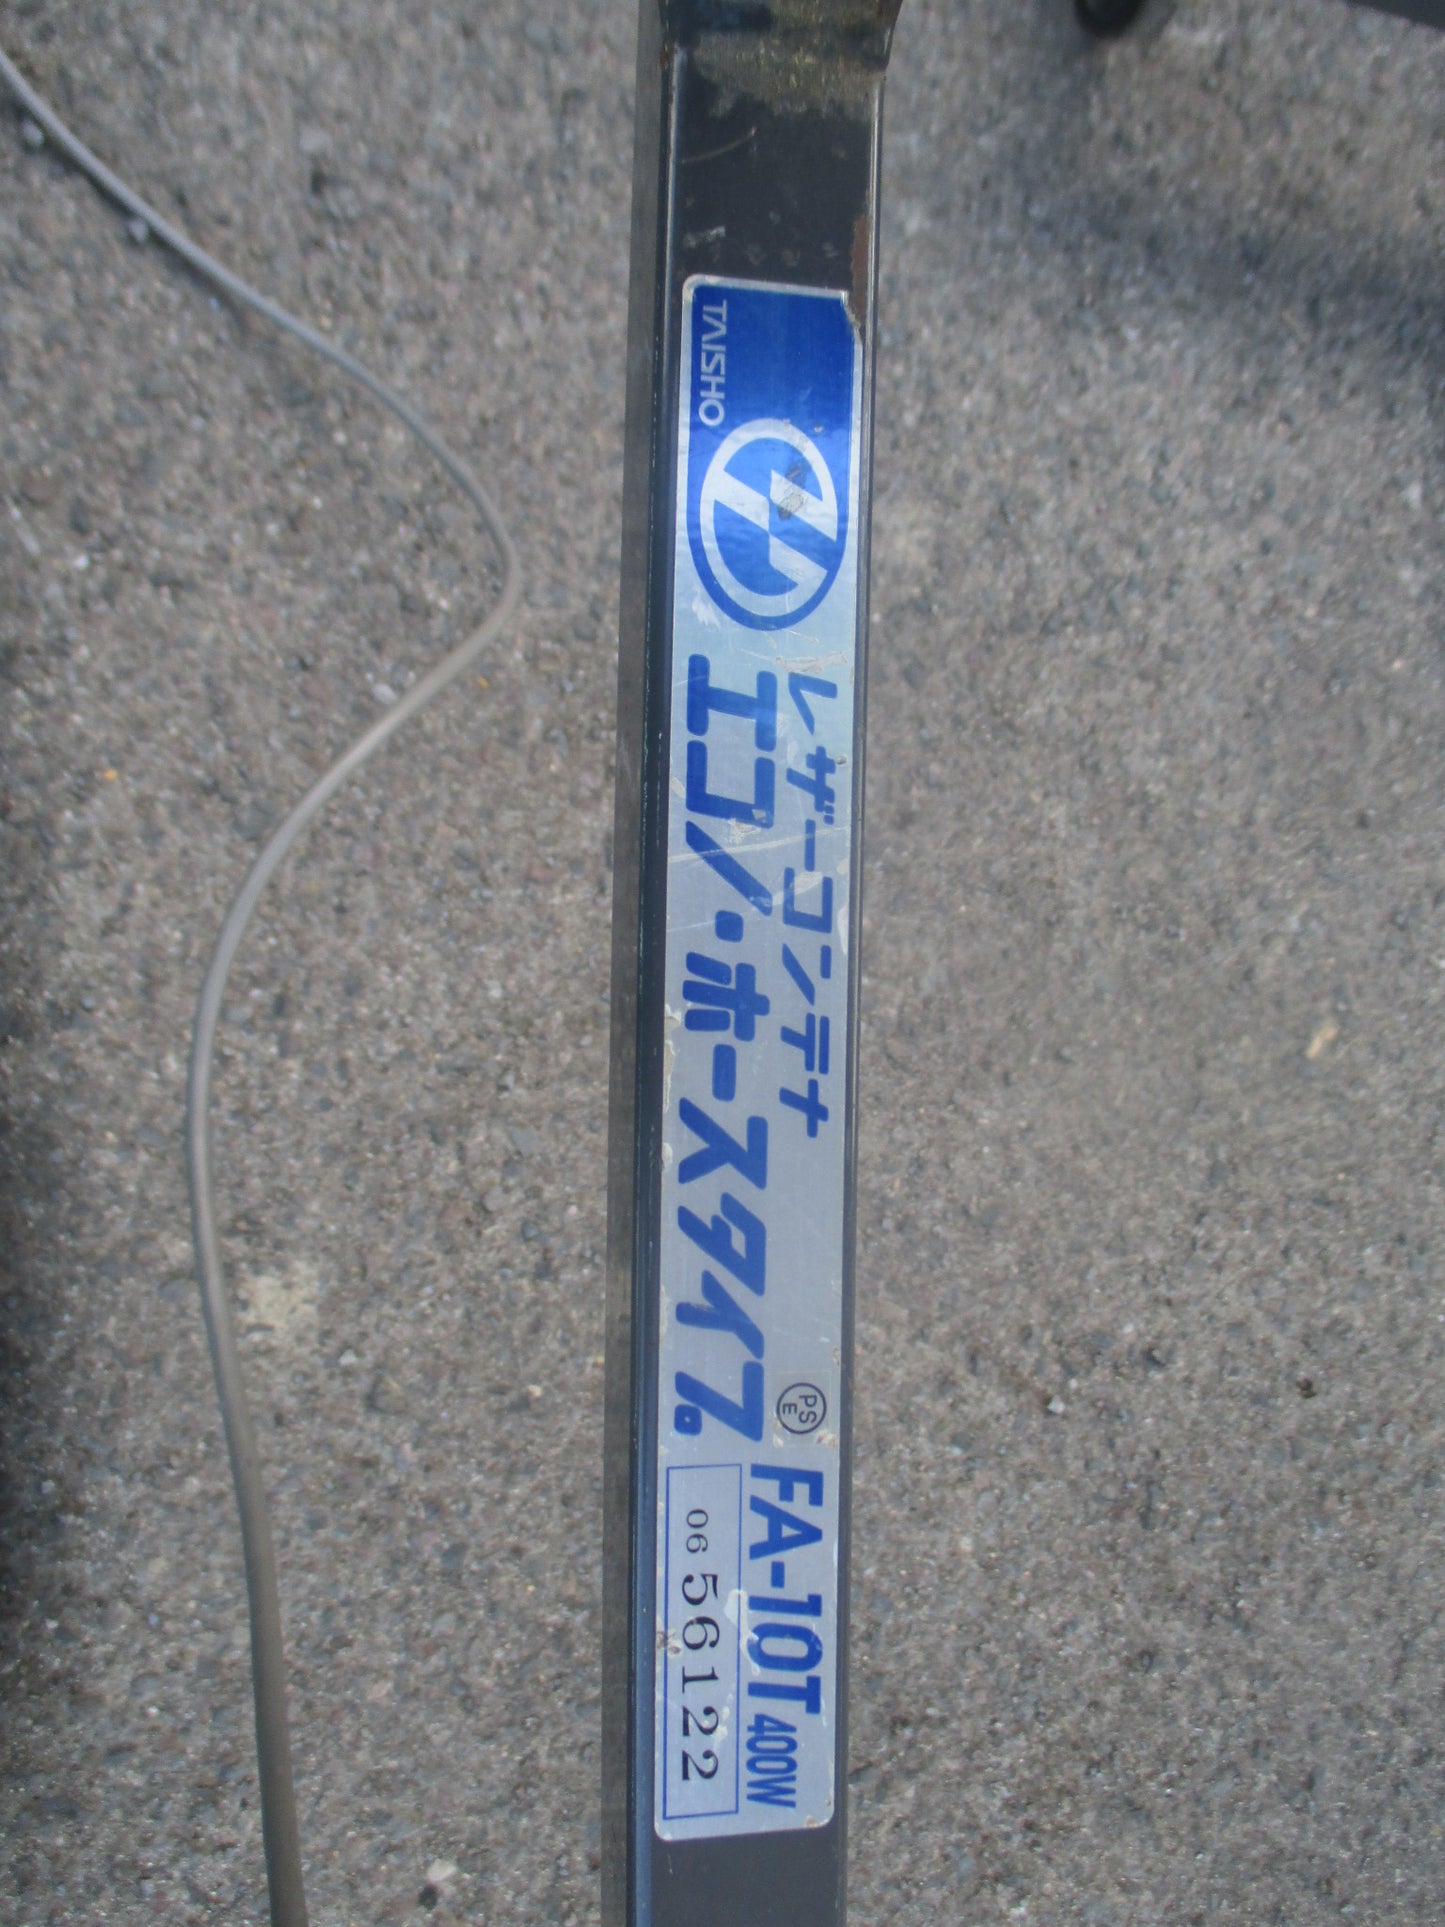 TAISHO
レザーコンテナ
エコノ・ホースタイプ
PS
E
FA-10T 400W
06 56122